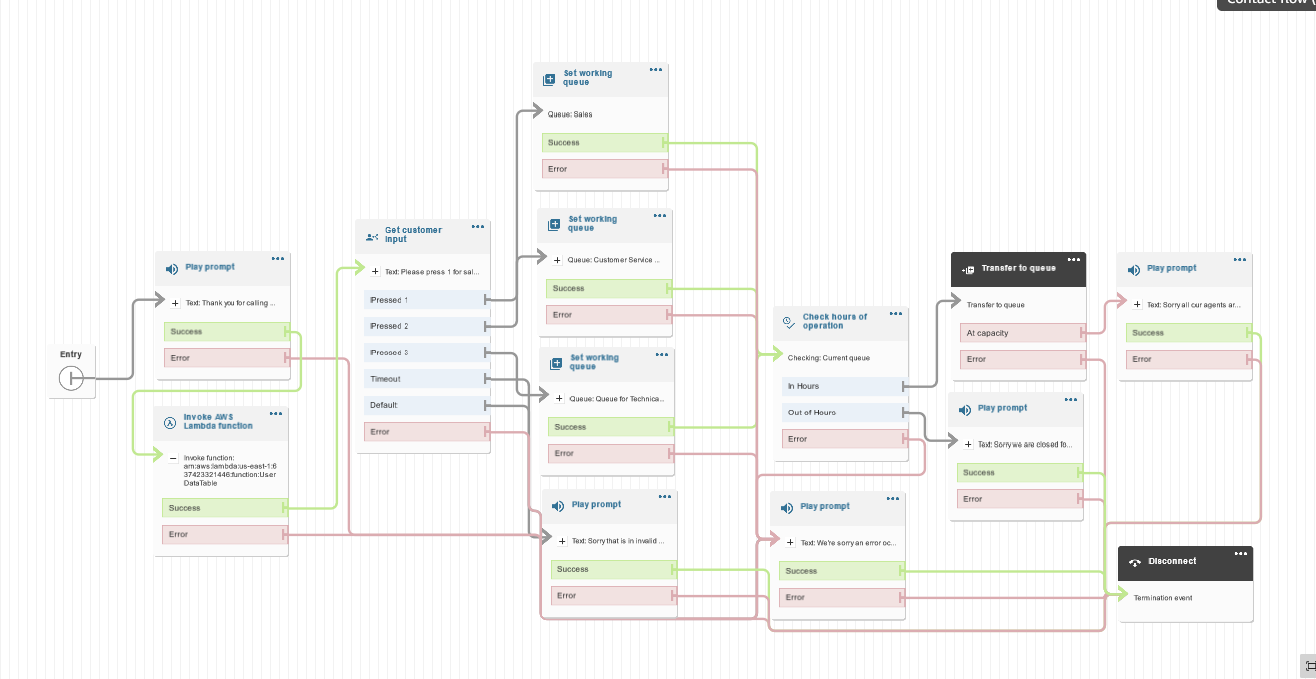 Contact flow (
Entry
Play prompt
Text: Thank you for calling ...
Success
Error
Invoke AWS
Lambda function
Invoke function:
arn:aws:lambda:us-east-1:6
37423321446:function:User
DataTable
Success
Error
Get customer
input
Text: Please press 1 for sal...
Pressed 1
Pressed 2
Pressed 3
Timeout
Default
Error
Set working
queue
Queue: Sales
Success
Error
Set working
queue
Queue: Customer Service ...
Success
Error
Set working
queue
Queue: Queue for Technica...
Success
Error
Play prompt
Text: Sorry that is in invalid ...
Success
Error
Check hours of
operation
Checking: Current queue
In Hours
Out of Hours
Error
Play prompt
Text: We're sorry an error oc...
Success
Error
Transfer to queue
Transfer to queue
At capacity
Error
Play prompt
Text: Sorry we are closed fo...
Success
Error
Play prompt
Text: Sorry all our agents ar...
Success
Error
Disconnect
Termination event